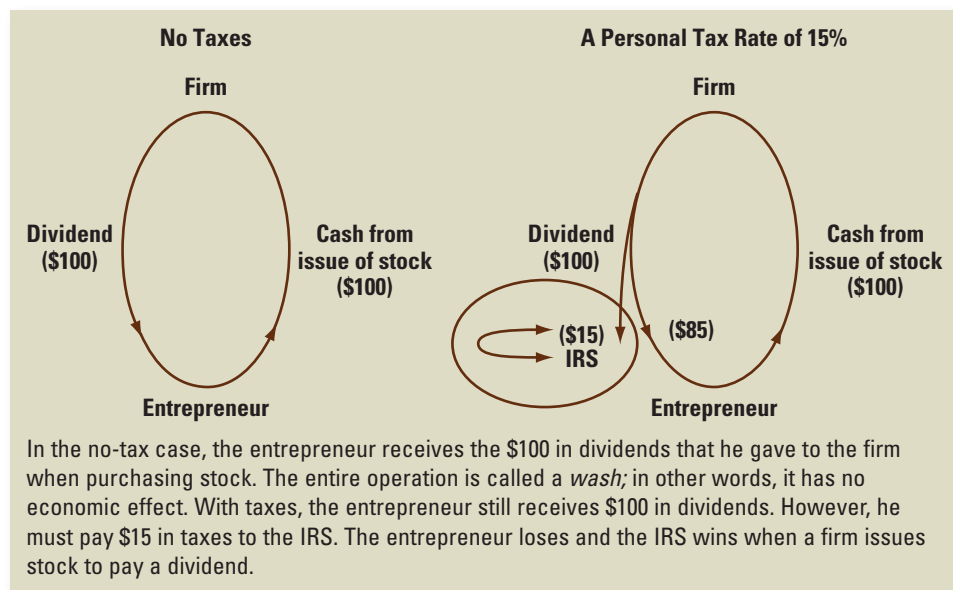 No Taxes
Firm
Dividend
($100)
Cash from
issue of stock
($100)
Entrepreneur
A Personal Tax Rate of 15%
Firm
Dividend
($100)
Cash from
issue of stock
($100)
($15)
IRS
($85)
Entrepreneur
In the no-tax case, the entrepreneur receives the $100 in dividends that he gave to the firm
when purchasing stock. The entire operation is called a wash; in other words, it has no
economic effect. With taxes, the entrepreneur still receives $100 in dividends. However, he
must pay $15 in taxes to the IRS. The entrepreneur loses and the IRS wins when a firm issues
stock to pay a dividend.